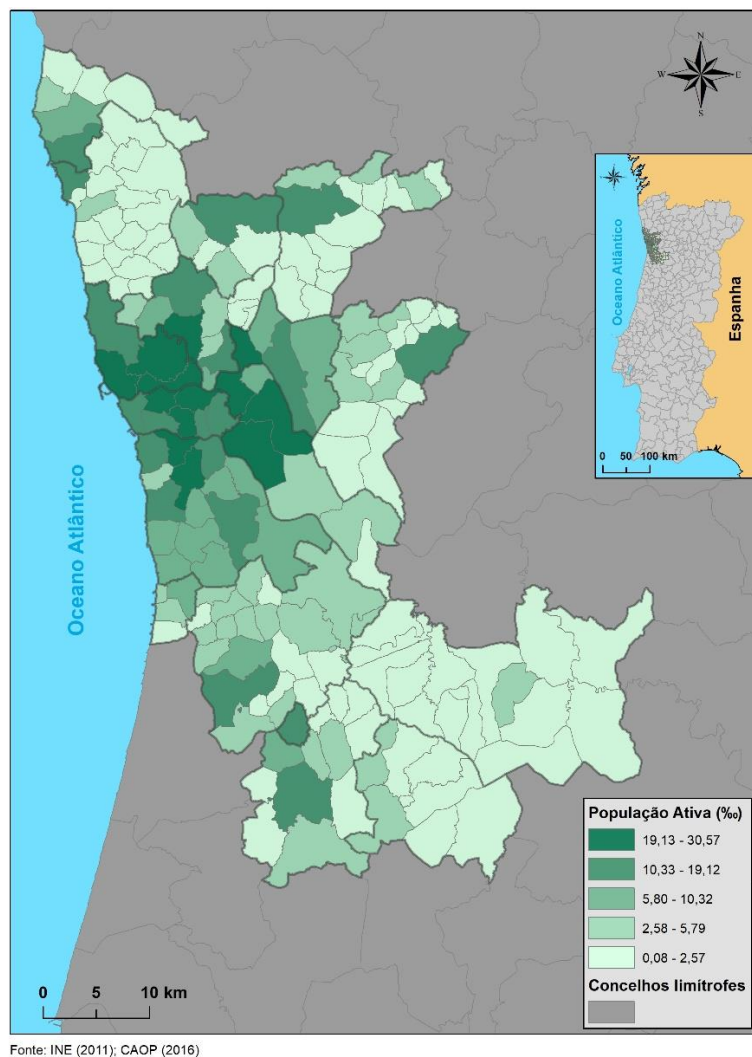 N
W E
S
Oceano Atlântico
Espanha
0 50 100 km
Oceano Atlântico
População Ativa (‰)
19,13 - 30,57
10,33 - 19,12
5,80 - 10,32
2,58 - 5,79
0,08 - 2,57
Concelhos limítrofes
0 5 10 km
Fonte: INE (2011); CAOP (2016)